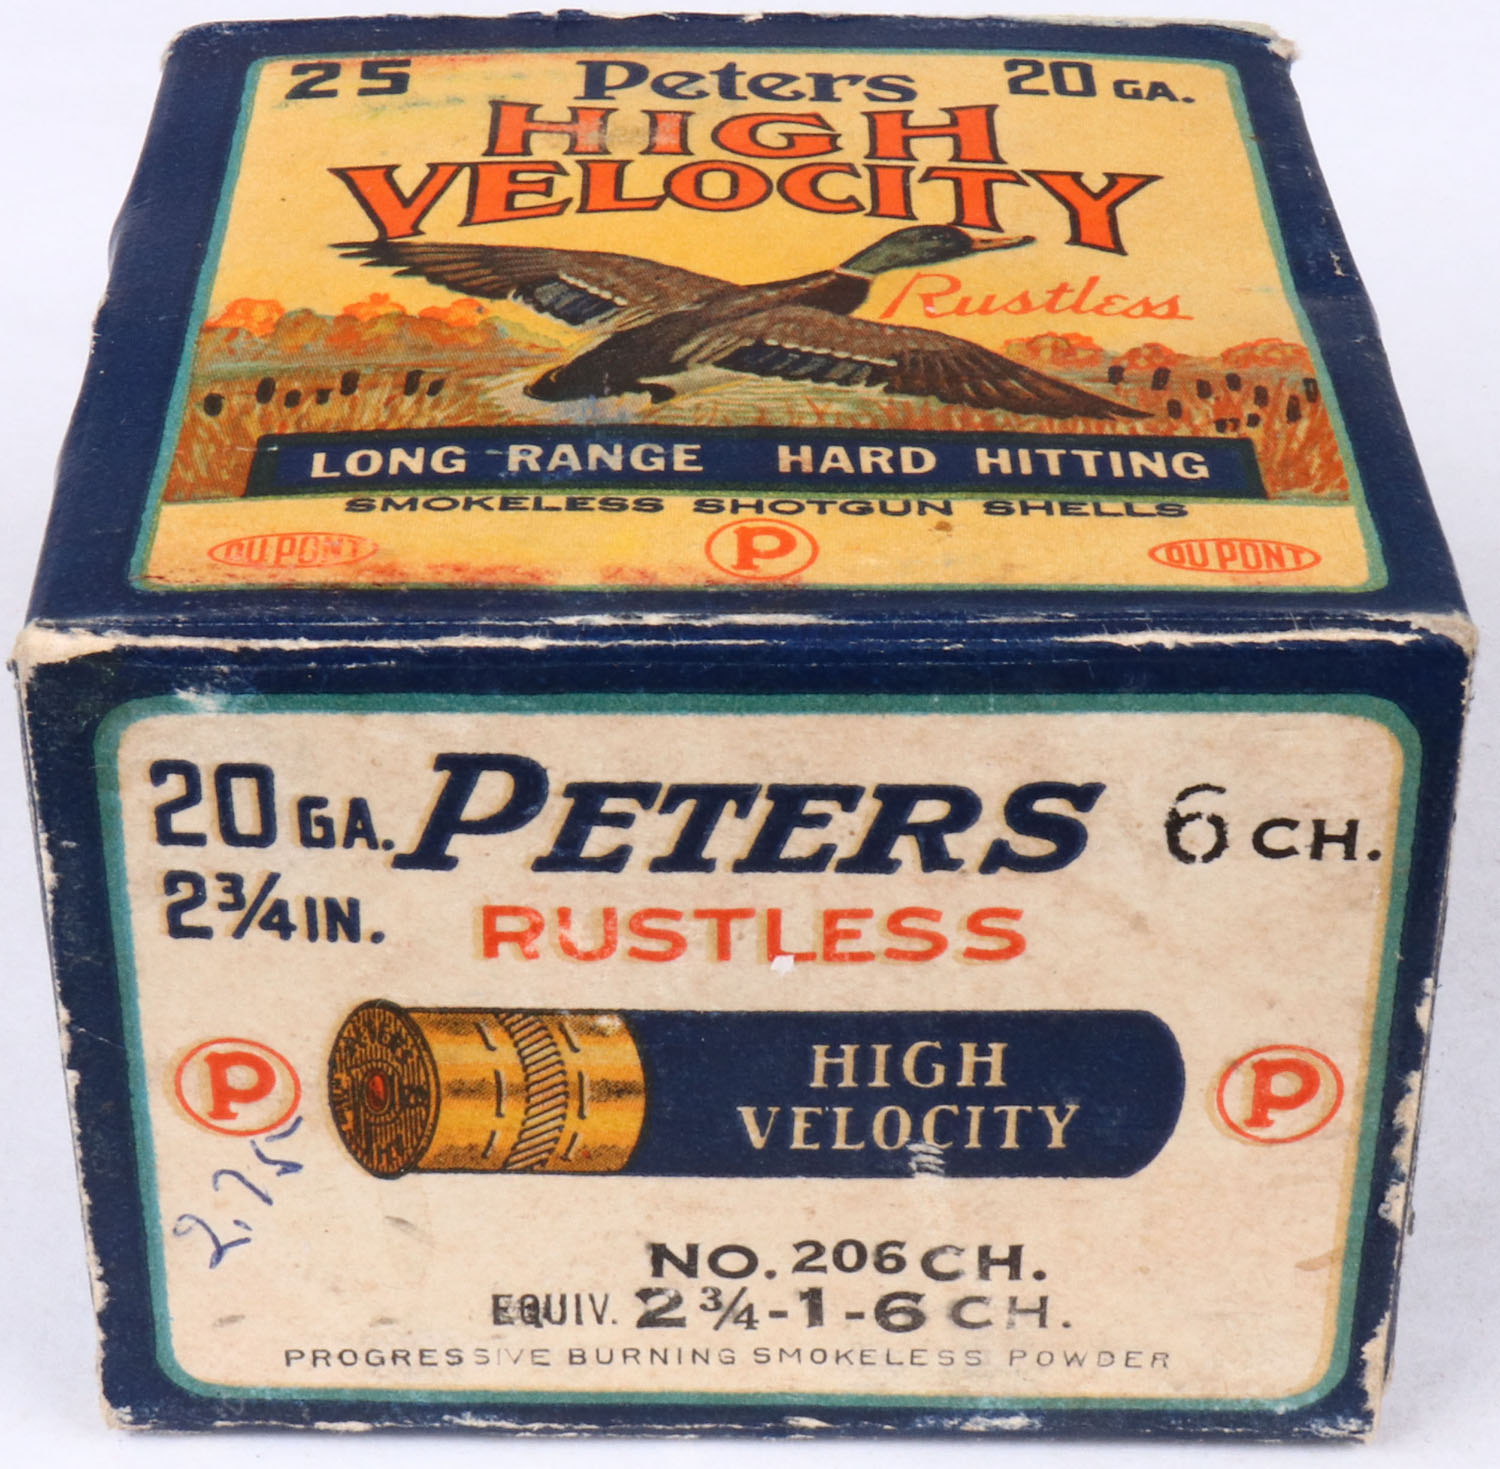 25 Peters 20 GA.
HIGH
VELOCITY
Rustless
LONG RANGE HARD HITTING
SMOKELESS SHOTGUN SHELLS
DU PONT P DU PONT
20 GA. PETERS 6 CH.
2¾ IN.
RUSTLESS
HIGH
VELOCITY
P P
2.75
NO. 206 CH.
EQUIV. 2¾-1-6 CH.
PROGRESSIVE BURNING SMOKELESS POWDER